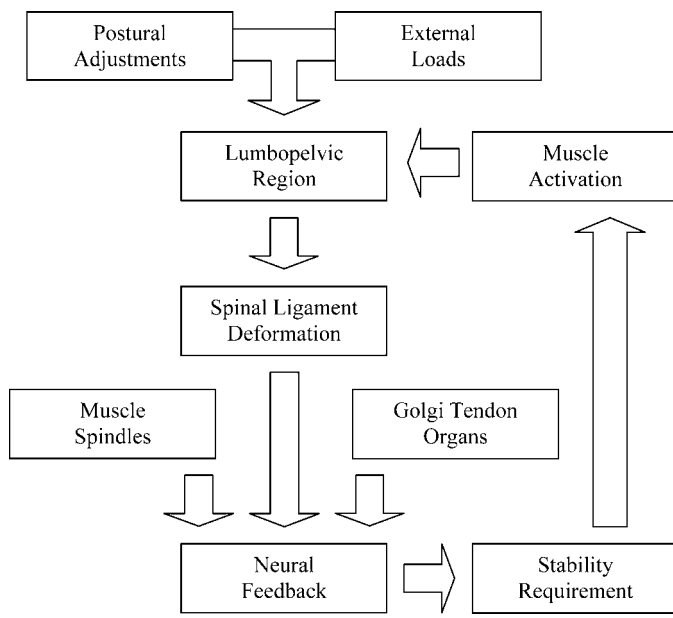 Postural
Adjustments
External
Loads
Lumbopelvic
Region
Muscle
Activation
Spinal Ligament
Deformation
Muscle
Spindles
Golgi Tendon
Organs
Neural
Feedback
Stability
Requirement